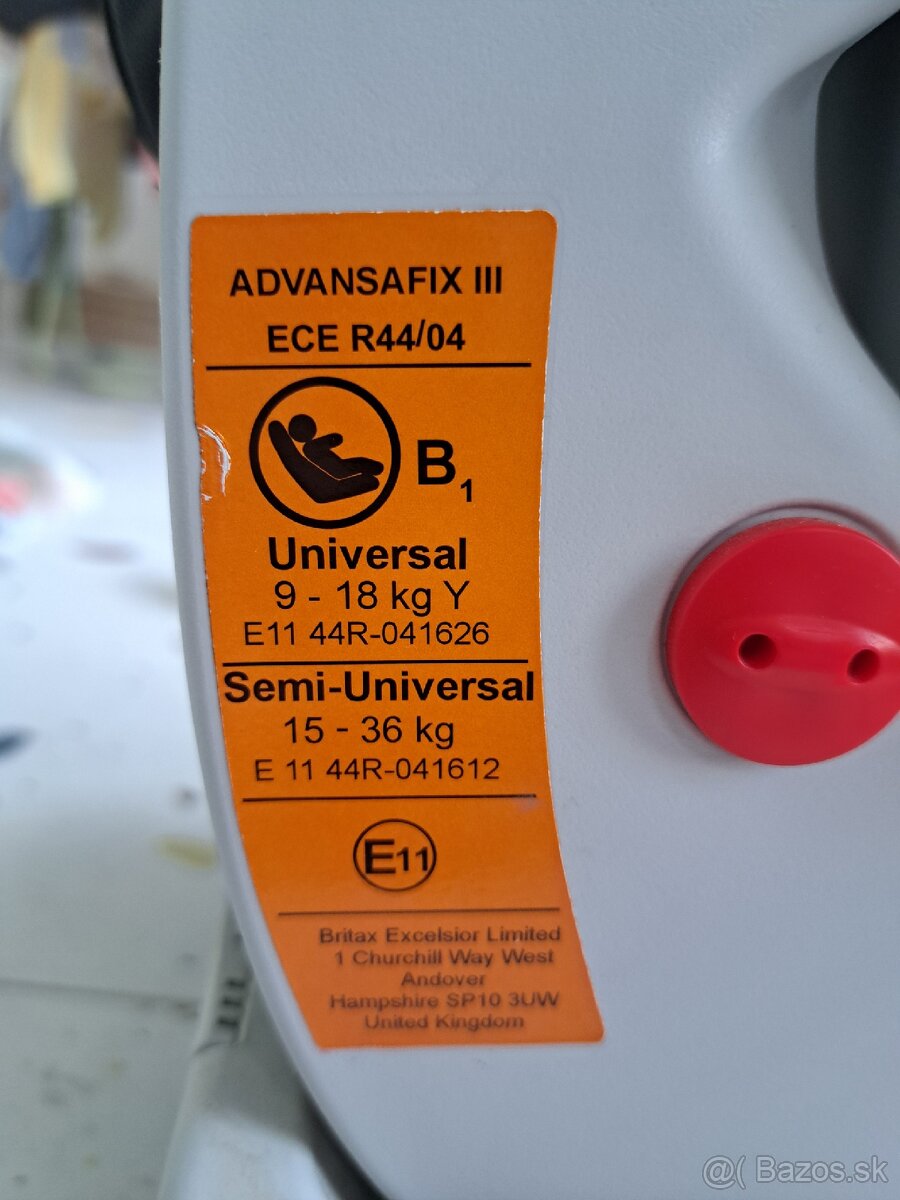 ADVANSAFIX III
ECE R44/04
B1
Universal
9 - 18 kg Y
E11 44R-041626
Semi-Universal
15 - 36 kg
E 11 44R-041612
E11
Britax Excelsior Limited
1 Churchill Way West
Andover
Hampshire SP10 3UW
United Kingdom
@( Bazos.sk